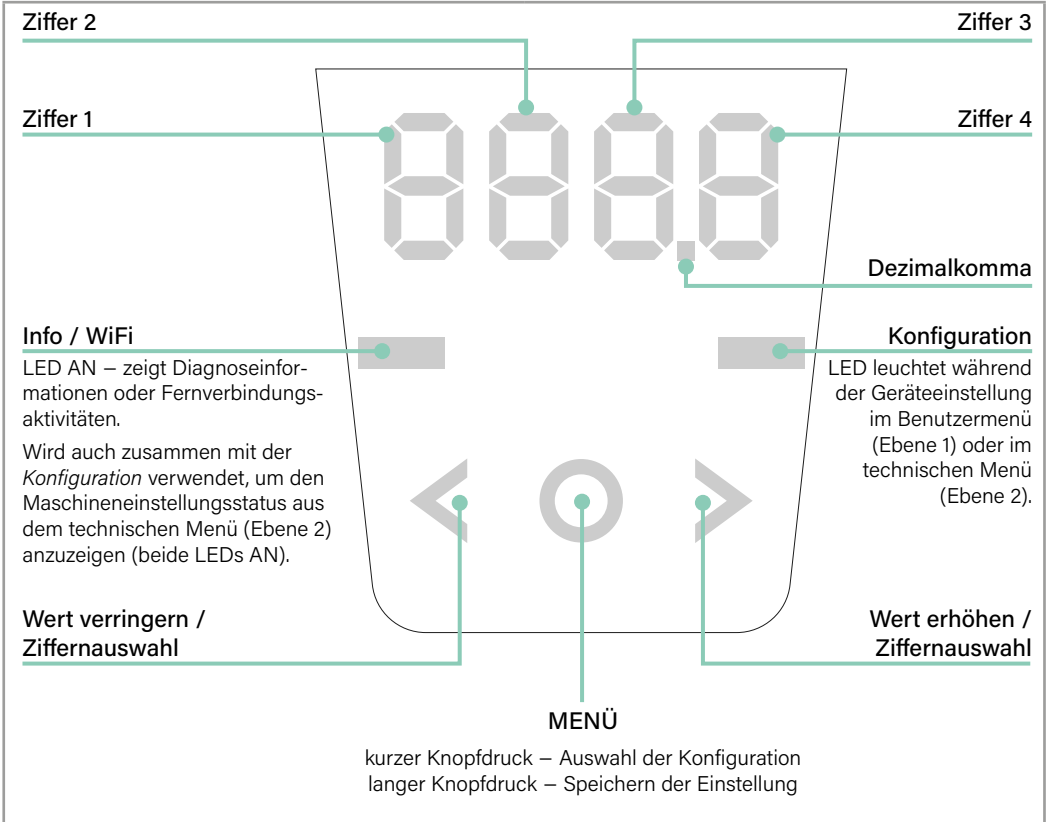 Ziffer 2
Ziffer 3
Ziffer 1
Ziffer 4
Dezimalkomma
Info / WiFi
LED AN – zeigt Diagnoseinfor-
mationen oder Fernverbindungs-
aktivitäten.
Wird auch zusammen mit der
Konfiguration verwendet, um den
Maschineneinstellungsstatus aus
dem technischen Menü (Ebene 2)
anzuzeigen (beide LEDs AN).
Konfiguration
LED leuchtet während
der Geräteeinstellung
im Benutzermenü
(Ebene 1) oder im
technischen Menü
(Ebene 2).
Wert verringern /
Ziffernauswahl
Wert erhöhen /
Ziffernauswahl
MENÜ
kurzer Knopfdruck – Auswahl der Konfiguration
langer Knopfdruck – Speichern der Einstellung